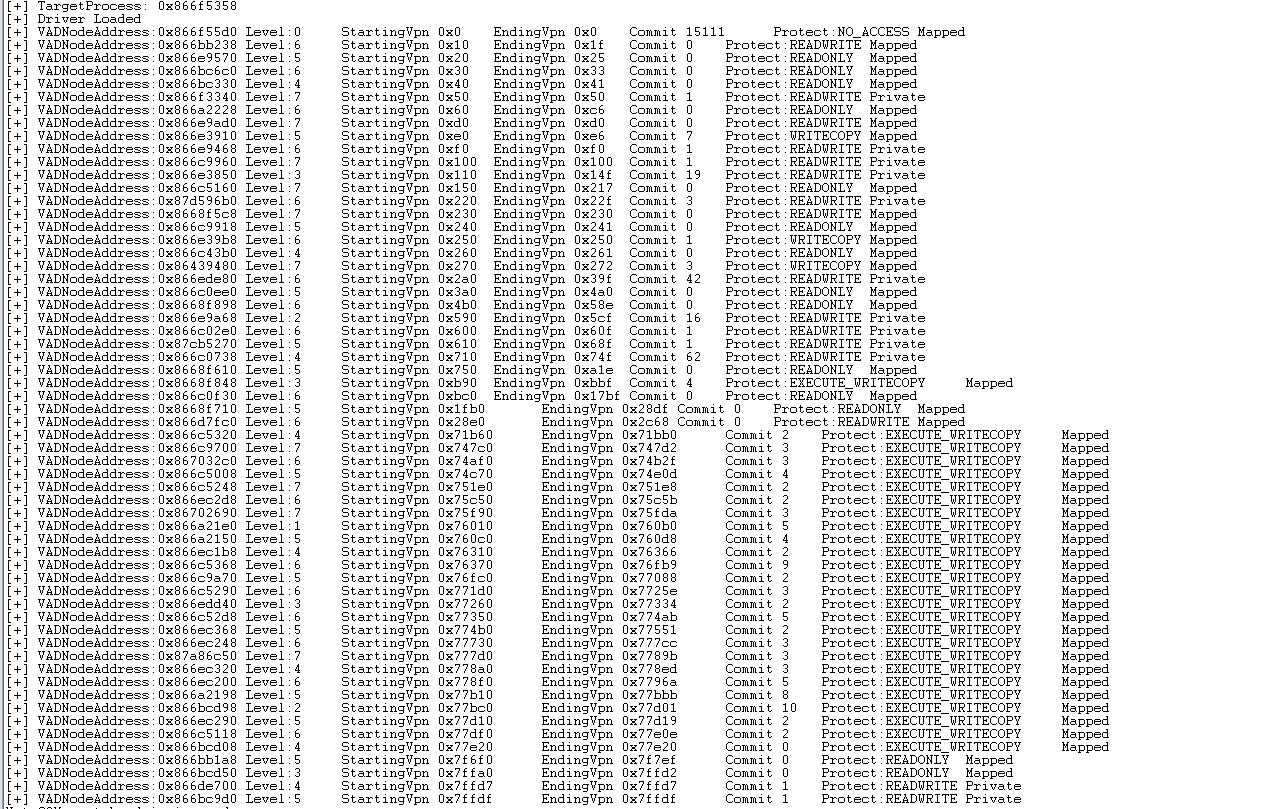 [+] TargetProcess: 0x866f5358
[+] Driver Loaded
[+] VADNodeAddress:0x866f55d0 Level:0 StartingVpn 0x0 EndingVpn 0x0 Commit 15111 Protect:NO_ACCESS Mapped
[+] VADNodeAddress:0x866bb238 Level:6 StartingVpn 0x10 EndingVpn 0x1f Commit 0 Protect:READWRITE Mapped
[+] VADNodeAddress:0x866e9570 Level:5 StartingVpn 0x20 EndingVpn 0x25 Commit 0 Protect:READONLY Mapped
[+] VADNodeAddress:0x866bc6c0 Level:6 StartingVpn 0x30 EndingVpn 0x33 Commit 0 Protect:READONLY Mapped
[+] VADNodeAddress:0x866bc330 Level:4 StartingVpn 0x40 EndingVpn 0x41 Commit 0 Protect:READONLY Mapped
[+] VADNodeAddress:0x866f3340 Level:7 StartingVpn 0x50 EndingVpn 0x50 Commit 1 Protect:READWRITE Private
[+] VADNodeAddress:0x866a2228 Level:6 StartingVpn 0x60 EndingVpn 0xc6 Commit 0 Protect:READONLY Mapped
[+] VADNodeAddress:0x866e9ad0 Level:7 StartingVpn 0xd0 EndingVpn 0xd0 Commit 0 Protect:READWRITE Mapped
[+] VADNodeAddress:0x866e3910 Level:5 StartingVpn 0xe0 EndingVpn 0xe6 Commit 7 Protect:WRITECOPY Mapped
[+] VADNodeAddress:0x866e9468 Level:6 StartingVpn 0xf0 EndingVpn 0xf0 Commit 1 Protect:READWRITE Private
[+] VADNodeAddress:0x866c9960 Level:7 StartingVpn 0x100 EndingVpn 0x100 Commit 1 Protect:READWRITE Private
[+] VADNodeAddress:0x866e3850 Level:3 StartingVpn 0x110 EndingVpn 0x14f Commit 19 Protect:READWRITE Private
[+] VADNodeAddress:0x866c5160 Level:7 StartingVpn 0x150 EndingVpn 0x217 Commit 0 Protect:READONLY Mapped
[+] VADNodeAddress:0x87d596b0 Level:6 StartingVpn 0x220 EndingVpn 0x22f Commit 3 Protect:READWRITE Private
[+] VADNodeAddress:0x8668f5c8 Level:7 StartingVpn 0x230 EndingVpn 0x230 Commit 0 Protect:READWRITE Mapped
[+] VADNodeAddress:0x866c9918 Level:5 StartingVpn 0x240 EndingVpn 0x241 Commit 0 Protect:READONLY Mapped
[+] VADNodeAddress:0x866e39b8 Level:6 StartingVpn 0x250 EndingVpn 0x250 Commit 1 Protect:WRITECOPY Mapped
[+] VADNodeAddress:0x866c43b0 Level:4 StartingVpn 0x260 EndingVpn 0x261 Commit 0 Protect:READONLY Mapped
[+] VADNodeAddress:0x86439480 Level:7 StartingVpn 0x270 EndingVpn 0x272 Commit 3 Protect:WRITECOPY Mapped
[+] VADNodeAddress:0x866ede80 Level:6 StartingVpn 0x2a0 EndingVpn 0x39f Commit 42 Protect:READWRITE Private
[+] VADNodeAddress:0x866c0ee0 Level:5 StartingVpn 0x3a0 EndingVpn 0x4a0 Commit 0 Protect:READONLY Mapped
[+] VADNodeAddress:0x8668f898 Level:6 StartingVpn 0x4b0 EndingVpn 0x58e Commit 0 Protect:READONLY Mapped
[+] VADNodeAddress:0x866e9a68 Level:2 StartingVpn 0x590 EndingVpn 0x5cf Commit 16 Protect:READWRITE Private
[+] VADNodeAddress:0x866c02e0 Level:6 StartingVpn 0x600 EndingVpn 0x60f Commit 1 Protect:READWRITE Private
[+] VADNodeAddress:0x87cb5270 Level:5 StartingVpn 0x610 EndingVpn 0x68f Commit 1 Protect:READWRITE Private
[+] VADNodeAddress:0x866c0738 Level:4 StartingVpn 0x710 EndingVpn 0x74f Commit 62 Protect:READWRITE Private
[+] VADNodeAddress:0x8668f610 Level:5 StartingVpn 0x750 EndingVpn 0xa1e Commit 0 Protect:READONLY Mapped
[+] VADNodeAddress:0x8668f848 Level:3 StartingVpn 0xb90 EndingVpn 0xbbf Commit 4 Protect:EXECUTE_WRITECOPY Mapped
[+] VADNodeAddress:0x866c0f30 Level:6 StartingVpn 0xbc0 EndingVpn 0x17bf Commit 0 Protect:READONLY Mapped
[+] VADNodeAddress:0x8668f710 Level:5 StartingVpn 0x1fb0 EndingVpn 0x28df Commit 0 Protect:READONLY Mapped
[+] VADNodeAddress:0x866d7fc0 Level:6 StartingVpn 0x28e0 EndingVpn 0x2c68 Commit 0 Protect:READWRITE Mapped
[+] VADNodeAddress:0x866c5320 Level:4 StartingVpn 0x71b60 EndingVpn 0x71bb0 Commit 2 Protect:EXECUTE_WRITECOPY Mapped
[+] VADNodeAddress:0x866c9700 Level:7 StartingVpn 0x747c0 EndingVpn 0x747d2 Commit 3 Protect:EXECUTE_WRITECOPY Mapped
[+] VADNodeAddress:0x867032c0 Level:6 StartingVpn 0x74af0 EndingVpn 0x74b2f Commit 3 Protect:EXECUTE_WRITECOPY Mapped
[+] VADNodeAddress:0x866c5008 Level:5 StartingVpn 0x74c70 EndingVpn 0x74e0d Commit 4 Protect:EXECUTE_WRITECOPY Mapped
[+] VADNodeAddress:0x866c5248 Level:7 StartingVpn 0x751e0 EndingVpn 0x751e8 Commit 2 Protect:EXECUTE_WRITECOPY Mapped
[+] VADNodeAddress:0x866ec2d8 Level:6 StartingVpn 0x75c50 EndingVpn 0x75c5b Commit 2 Protect:EXECUTE_WRITECOPY Mapped
[+] VADNodeAddress:0x86702690 Level:7 StartingVpn 0x75f90 EndingVpn 0x75fda Commit 3 Protect:EXECUTE_WRITECOPY Mapped
[+] VADNodeAddress:0x866a21e0 Level:1 StartingVpn 0x76010 EndingVpn 0x760b0 Commit 5 Protect:EXECUTE_WRITECOPY Mapped
[+] VADNodeAddress:0x866a2150 Level:5 StartingVpn 0x760c0 EndingVpn 0x760d8 Commit 4 Protect:EXECUTE_WRITECOPY Mapped
[+] VADNodeAddress:0x866ec1b8 Level:4 StartingVpn 0x76310 EndingVpn 0x76366 Commit 2 Protect:EXECUTE_WRITECOPY Mapped
[+] VADNodeAddress:0x866c5368 Level:6 StartingVpn 0x76370 EndingVpn 0x76fb9 Commit 9 Protect:EXECUTE_WRITECOPY Mapped
[+] VADNodeAddress:0x866c9a70 Level:5 StartingVpn 0x76fc0 EndingVpn 0x77088 Commit 2 Protect:EXECUTE_WRITECOPY Mapped
[+] VADNodeAddress:0x866c5290 Level:6 StartingVpn 0x771d0 EndingVpn 0x7725e Commit 3 Protect:EXECUTE_WRITECOPY Mapped
[+] VADNodeAddress:0x866edd40 Level:3 StartingVpn 0x77260 EndingVpn 0x77334 Commit 2 Protect:EXECUTE_WRITECOPY Mapped
[+] VADNodeAddress:0x866c52d8 Level:6 StartingVpn 0x77350 EndingVpn 0x774ab Commit 5 Protect:EXECUTE_WRITECOPY Mapped
[+] VADNodeAddress:0x866ec368 Level:5 StartingVpn 0x774b0 EndingVpn 0x77551 Commit 2 Protect:EXECUTE_WRITECOPY Mapped
[+] VADNodeAddress:0x866ec248 Level:6 StartingVpn 0x77730 EndingVpn 0x777cc Commit 3 Protect:EXECUTE_WRITECOPY Mapped
[+] VADNodeAddress:0x87a86c50 Level:7 StartingVpn 0x777d0 EndingVpn 0x7789b Commit 3 Protect:EXECUTE_WRITECOPY Mapped
[+] VADNodeAddress:0x866ec320 Level:4 StartingVpn 0x778a0 EndingVpn 0x778ed Commit 3 Protect:EXECUTE_WRITECOPY Mapped
[+] VADNodeAddress:0x866ec200 Level:6 StartingVpn 0x778f0 EndingVpn 0x7796a Commit 5 Protect:EXECUTE_WRITECOPY Mapped
[+] VADNodeAddress:0x866a2198 Level:5 StartingVpn 0x77b10 EndingVpn 0x77bbb Commit 8 Protect:EXECUTE_WRITECOPY Mapped
[+] VADNodeAddress:0x866bcd98 Level:2 StartingVpn 0x77bc0 EndingVpn 0x77d01 Commit 10 Protect:EXECUTE_WRITECOPY Mapped
[+] VADNodeAddress:0x866ec290 Level:5 StartingVpn 0x77d10 EndingVpn 0x77d19 Commit 2 Protect:EXECUTE_WRITECOPY Mapped
[+] VADNodeAddress:0x866c5118 Level:6 StartingVpn 0x77df0 EndingVpn 0x77e0e Commit 2 Protect:EXECUTE_WRITECOPY Mapped
[+] VADNodeAddress:0x866bcd08 Level:4 StartingVpn 0x77e20 EndingVpn 0x77e20 Commit 0 Protect:EXECUTE_WRITECOPY Mapped
[+] VADNodeAddress:0x866bb1a8 Level:5 StartingVpn 0x7f6f0 EndingVpn 0x7f7ef Commit 0 Protect:READONLY Mapped
[+] VADNodeAddress:0x866bcd50 Level:3 StartingVpn 0x7ffa0 EndingVpn 0x7ffd2 Commit 0 Protect:READONLY Mapped
[+] VADNodeAddress:0x866de700 Level:4 StartingVpn 0x7ffd7 EndingVpn 0x7ffd7 Commit 1 Protect:READWRITE Private
[+] VADNodeAddress:0x866bc9d0 Level:5 StartingVpn 0x7ffdf EndingVpn 0x7ffdf Commit 1 Protect:READWRITE Private